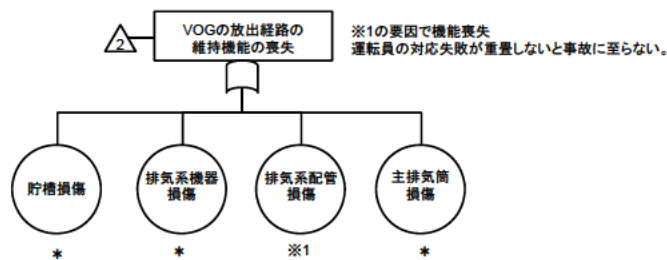 2
VOGの放出経路の
維持機能の喪失
※1の要因で機能喪失
運転員の対応失敗が重畳しないと事故に至らない。
貯槽損傷
排気系機器
損傷
排気系配管
損傷
主排気筒
損傷
＊
＊
※1
＊